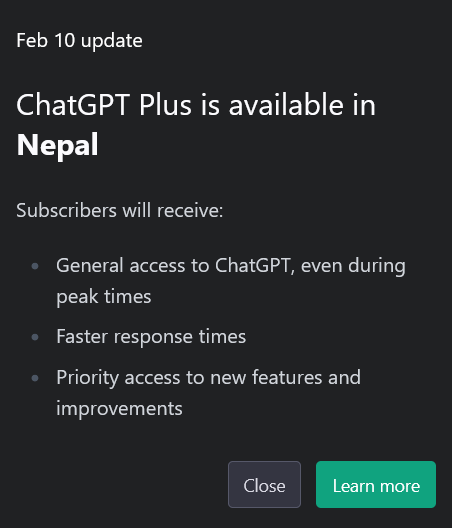 Feb 10 update
ChatGPT Plus is available in
Nepal
Subscribers will receive:
General access to ChatGPT, even during
peak times
Faster response times
Priority access to new features and
improvements
Close
Learn more